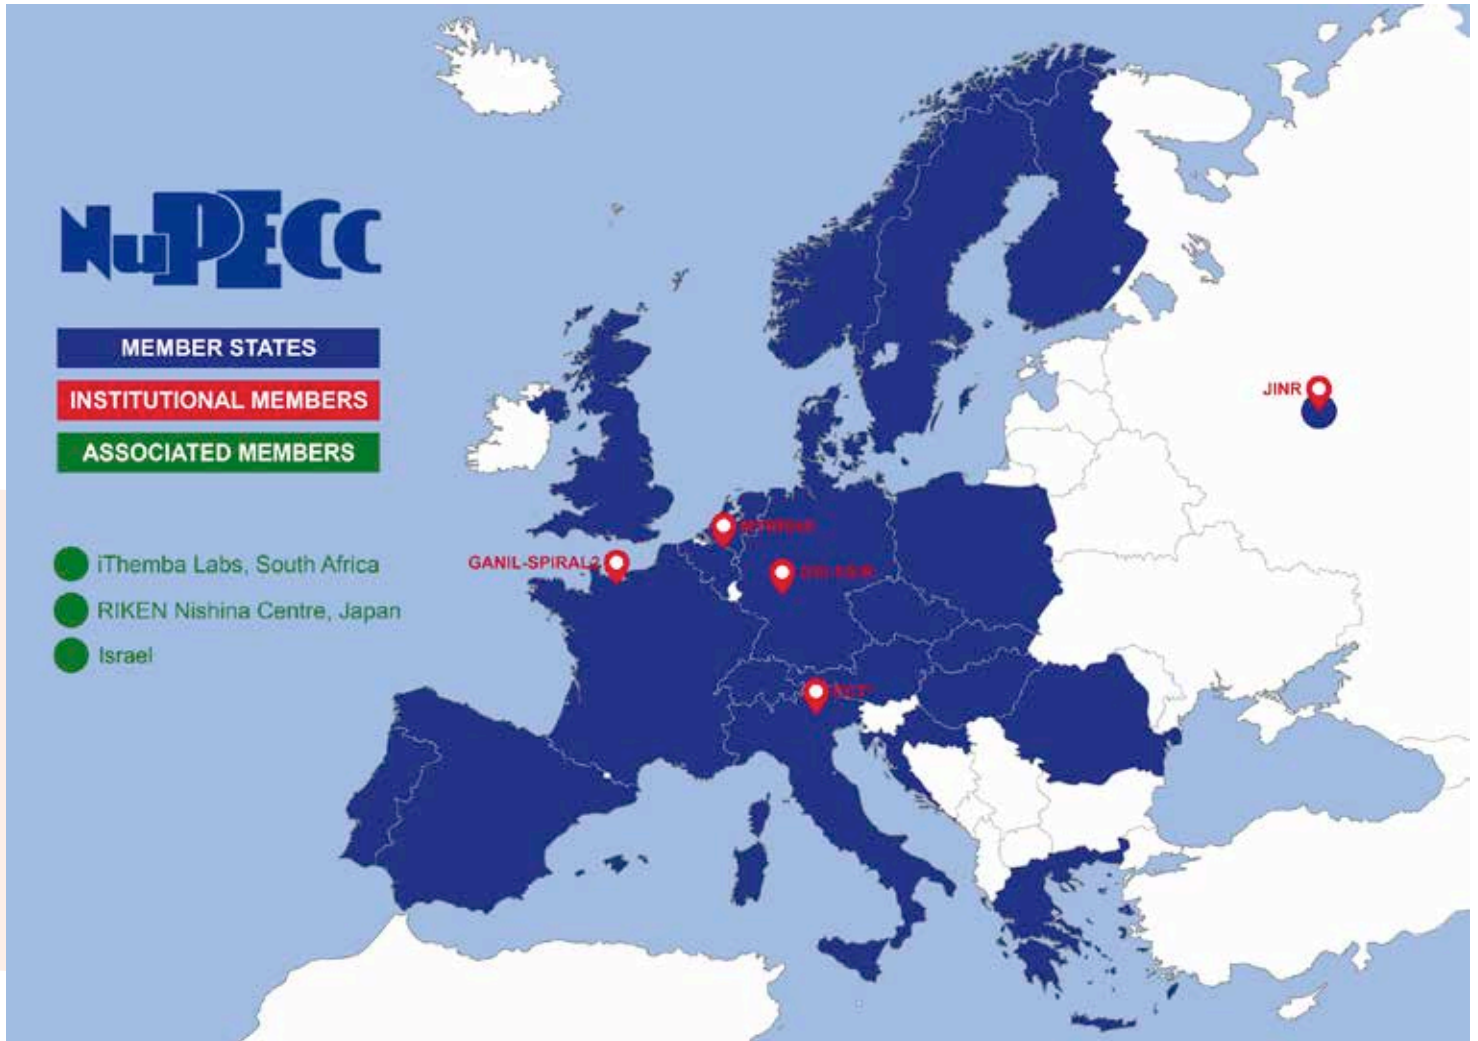 NuPECC
MEMBER STATES
INSTITUTIONAL MEMBERS
ASSOCIATED MEMBERS
JINR
GANIL-SPIRAL2
iThemba Labs, South Africa
RIKEN Nishina Centre, Japan
Israel